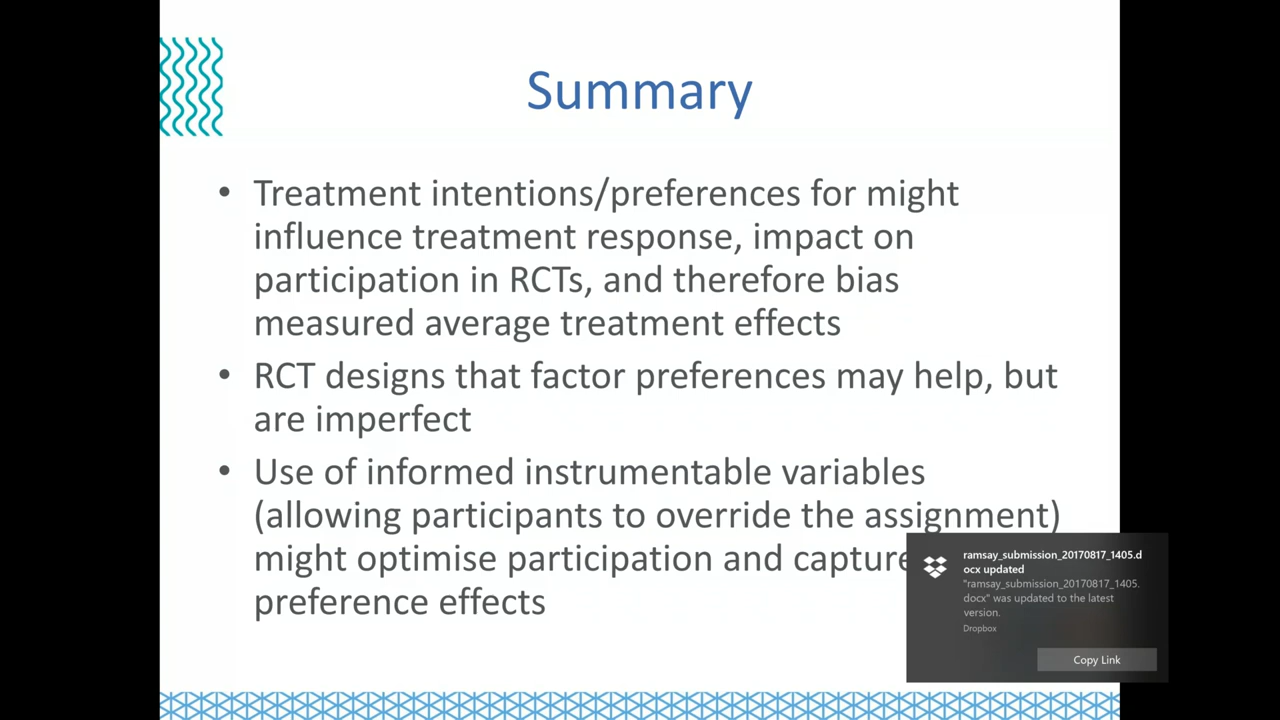 Summary
• Treatment intentions/preferences for might
influence treatment response, impact on
participation in RCTs, and therefore bias
measured average treatment effects
• RCT designs that factor preferences may help, but
are imperfect
• Use of informed instrumentable variables
(allowing participants to override the assignment)
might optimise participation and capture
preference effects
ramsay_submission_20170817_1405.d
ocx updated
"ramsay_submission_20170817_1405.
docx" was updated to the latest
version.
Dropbox
Copy Link